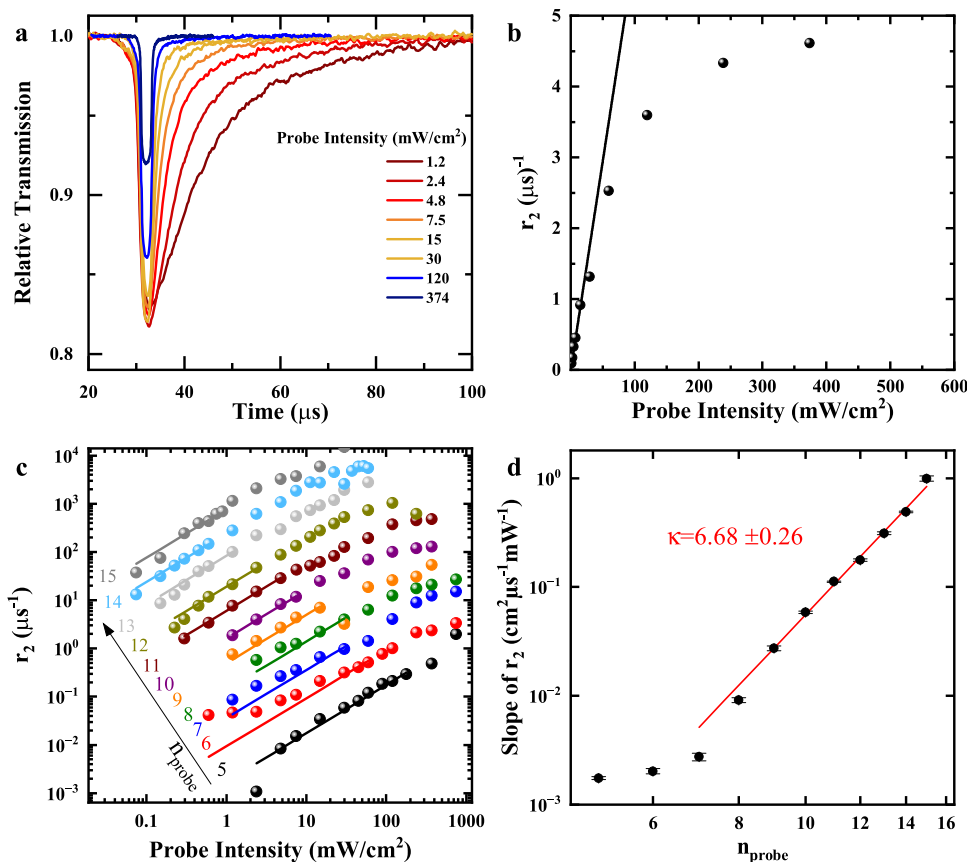 a
1.0
0.9
0.8
Relative Transmission
20 40 60 80 100
Time (μs)
Probe Intensity (mW/cm²)
1.2
2.4
4.8
7.5
15
30
120
374
b
5
4
3
2
1
0
r₂ (μs)⁻¹
100 200 300 400 500 600
Probe Intensity (mW/cm²)
c
10⁴
10³
10²
10¹
10⁰
10⁻¹
10⁻²
10⁻³
r₂ (μs⁻¹)
15
14
13
12
11
10
9
8
7
6
5
n_probe
0.1 1 10 100 1000
Probe Intensity (mW/cm²)
d
κ=6.68 ±0.26
10⁰
10⁻¹
10⁻²
10⁻³
Slope of r₂ (cm²μs⁻¹mW⁻¹)
6 8 10 12 14 16
n_probe